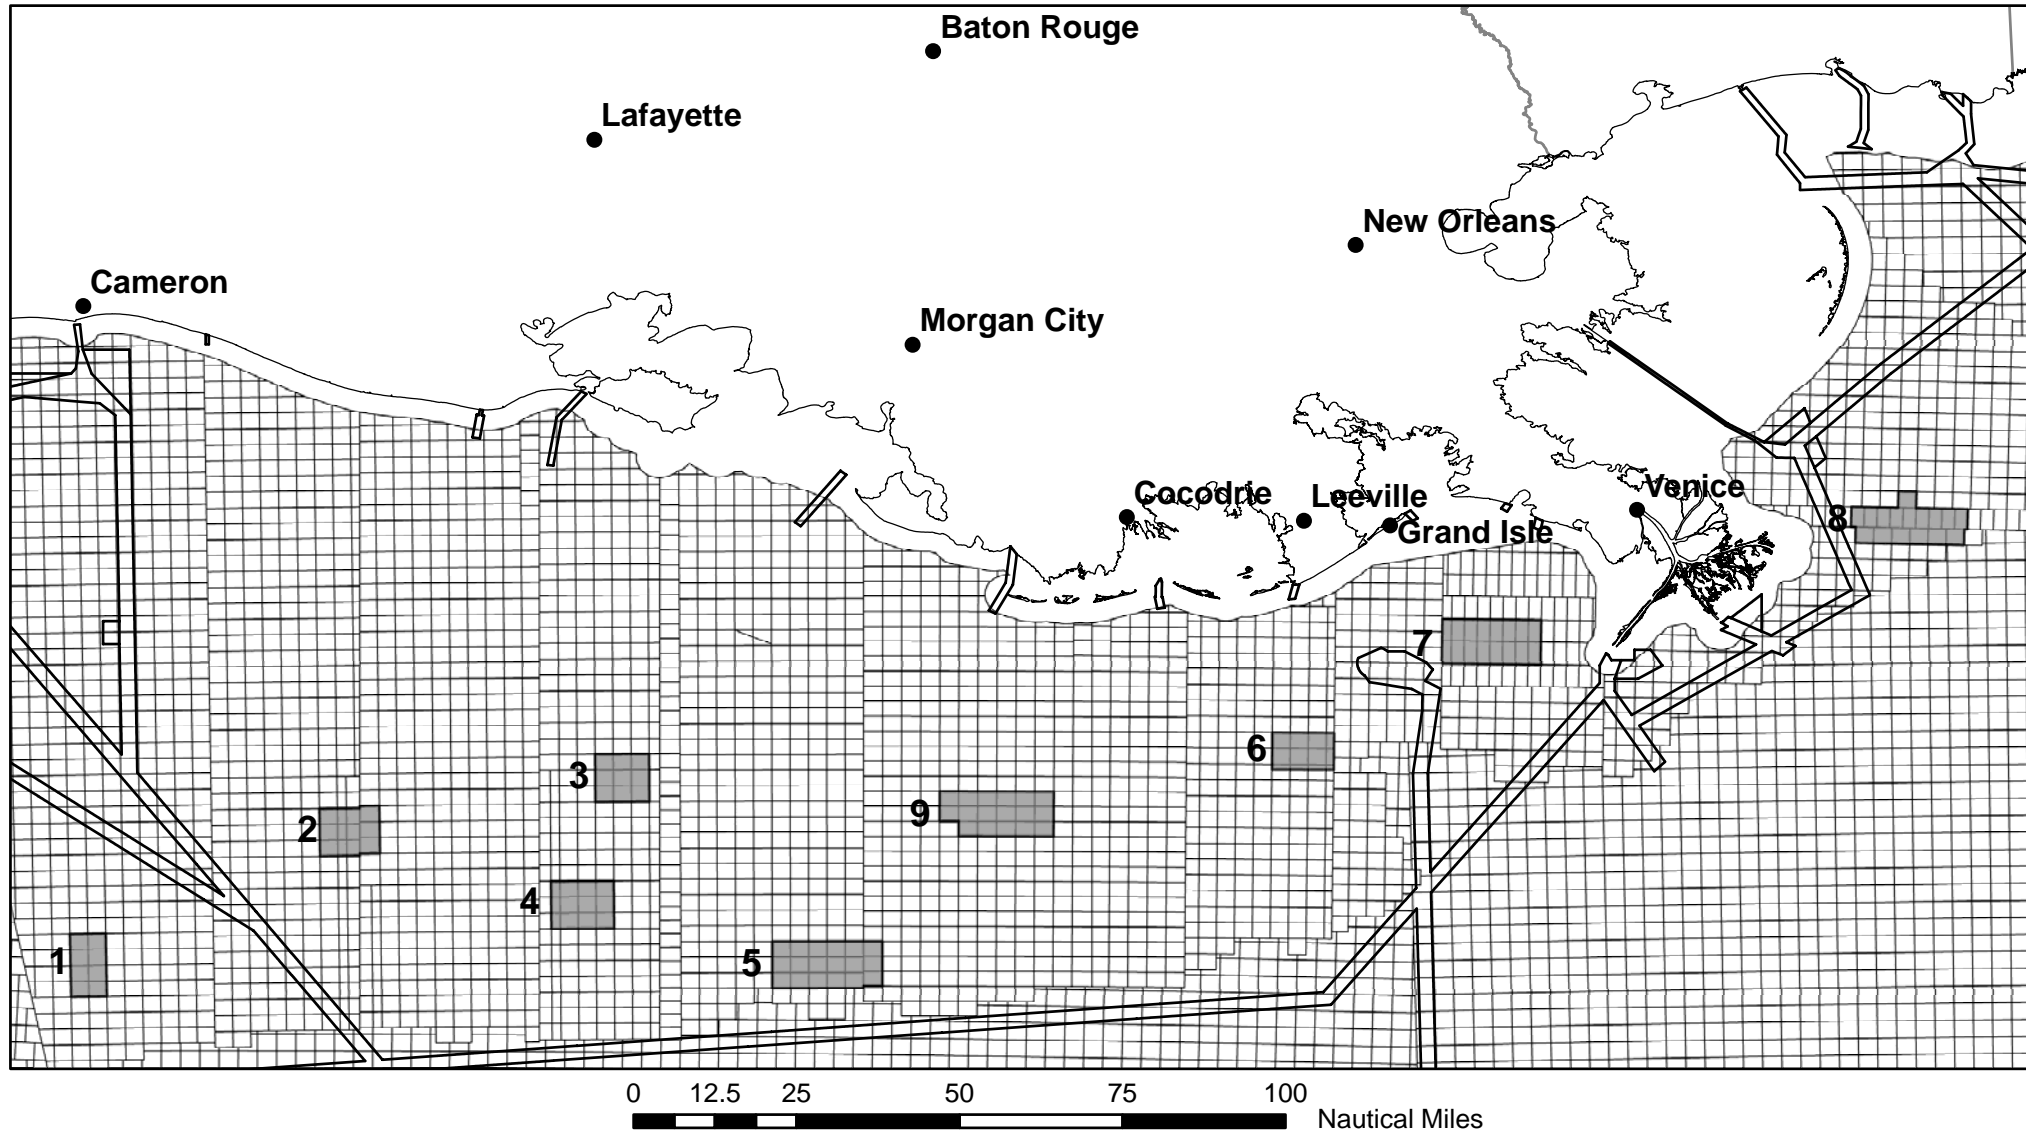 Baton Rouge
Lafayette
New Orleans
Cameron
Morgan City
Cocodrie
Leeville
Venice
Grand Isle
8
7
6
3
9
2
4
5
1
0 12.5 25 50 75 100
Nautical Miles